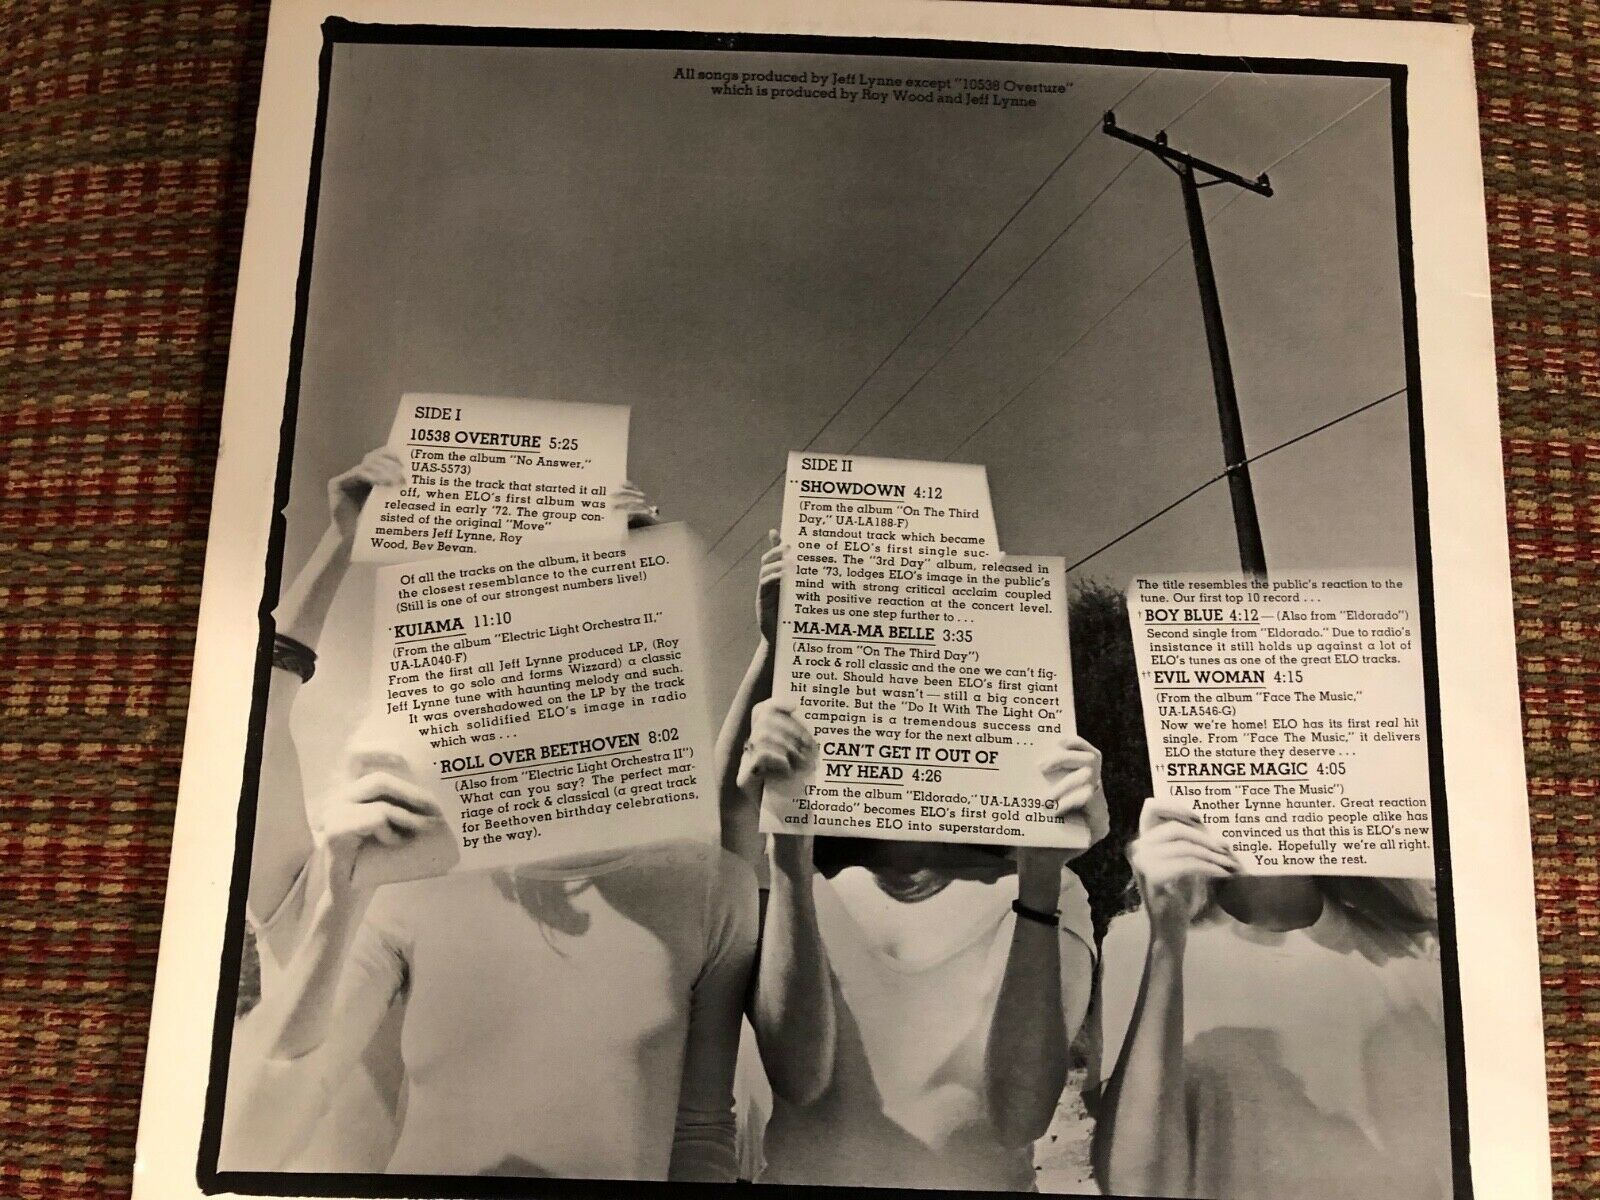 All songs produced by Jeff Lynne except "10538 Overture"
which is produced by Roy Wood and Jeff Lynne
SIDE I
10538 OVERTURE 5:25
(From the album "No Answer,"
UAS-5573)
This is the track that started it all
off, when ELO's first album was
released in early '72. The group con-
sisted of the original "Move"
members Jeff Lynne, Roy
Wood, Bev Bevan.
Of all the tracks on the album, it bears
the closest resemblance to the current ELO.
(Still is one of our strongest numbers live!)
*KUIAMA 11:10
(From the album "Electric Light Orchestra II,"
UA-LA040-F)
From the first all Jeff Lynne produced LP, (Roy
leaves to go solo and forms Wizzard) a classic
Jeff Lynne tune with haunting melody and such.
It was overshadowed on the LP by the track
which solidified ELO's image in radio
which was . . .
*ROLL OVER BEETHOVEN 8:02
(Also from "Electric Light Orchestra II")
What can you say? The perfect mar-
riage of rock & classical (a great track
for Beethoven birthday celebrations,
by the way).
SIDE II
**SHOWDOWN 4:12
(From the album "On The Third
Day," UA-LA188-F)
A standout track which became
one of ELO's first single suc-
cesses. The "3rd Day" album, released in
late '73, lodges ELO's image in the public's
mind with strong critical acclaim coupled
with positive reaction at the concert level.
Takes us one step further to . . .
**MA-MA-MA BELLE 3:35
(Also from "On The Third Day")
A rock & roll classic and the one we can't fig-
ure out. Should have been ELO's first giant
hit single but wasn't — still a big concert
favorite. But the "Do It With The Light On"
campaign is a tremendous success and
paves the way for the next album . . .
†CAN'T GET IT OUT OF
MY HEAD 4:26
(From the album "Eldorado," UA-LA339-G)
"Eldorado" becomes ELO's first gold album
and launches ELO into superstardom.
The title resembles the public's reaction to the
tune. Our first top 10 record . . .
†BOY BLUE 4:12 — (Also from "Eldorado")
Second single from "Eldorado." Due to radio's
insistance it still holds up against a lot of
ELO's tunes as one of the great ELO tracks.
††EVIL WOMAN 4:15
(From the album "Face The Music,"
UA-LA546-G)
Now we're home! ELO has its first real hit
single. From "Face The Music," it delivers
ELO the stature they deserve . . .
††STRANGE MAGIC 4:05
(Also from "Face The Music")
Another Lynne haunter. Great reaction
from fans and radio people alike has
convinced us that this is ELO's new
single. Hopefully we're all right.
You know the rest.